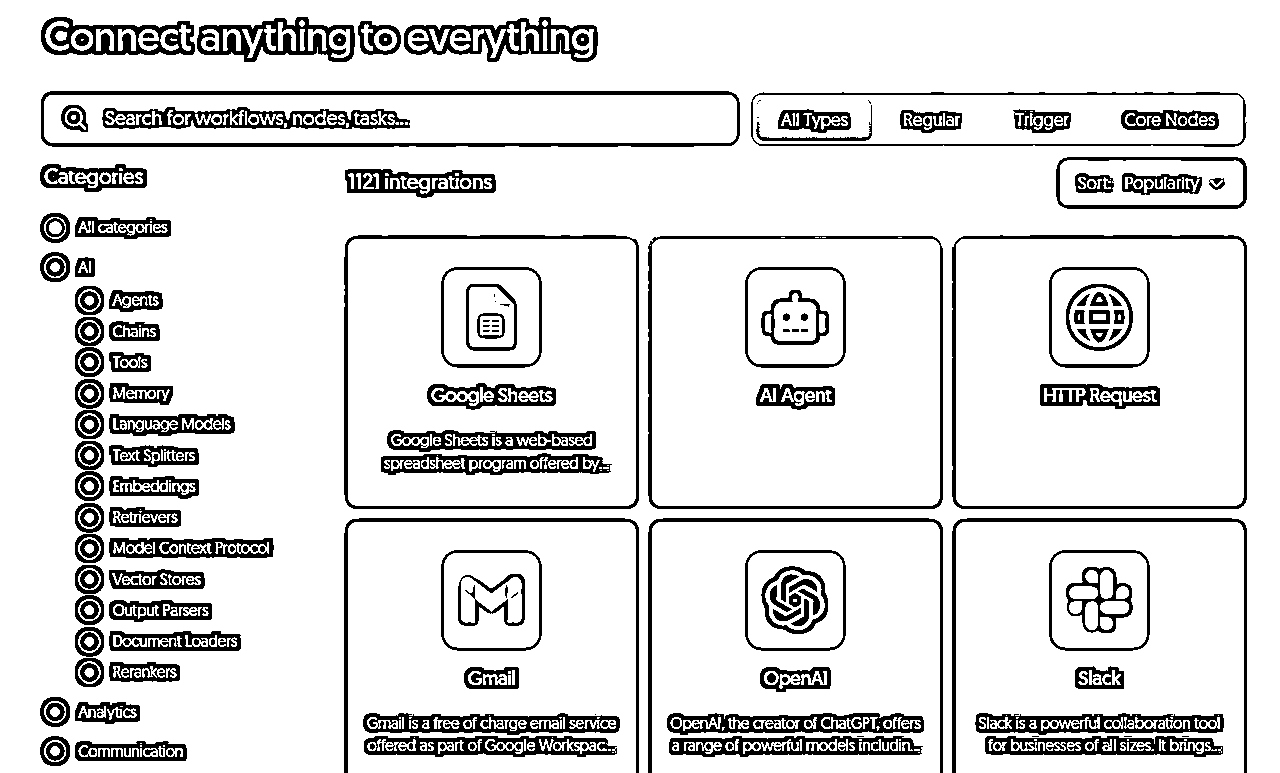 Connect anything to everything
Search for workflows, nodes, tasks...
All Types
Regular
Trigger
Core Nodes
Categories
1121 integrations
Sort: Popularity
All categories
AI
Agents
Chains
Tools
Memory
Language Models
Text Splitters
Embeddings
Retrievers
Model Context Protocol
Vector Stores
Output Parsers
Document Loaders
Rerankers
Analytics
Communication
Google Sheets
Google Sheets is a web-based
spreadsheet program offered by...
AI Agent
HTTP Request
Gmail
Gmail is a free of charge email service
offered as part of Google Workspac...
OpenAI
OpenAI, the creator of ChatGPT, offers
a range of powerful models includin...
Slack
Slack is a powerful collaboration tool
for businesses of all sizes. It brings...